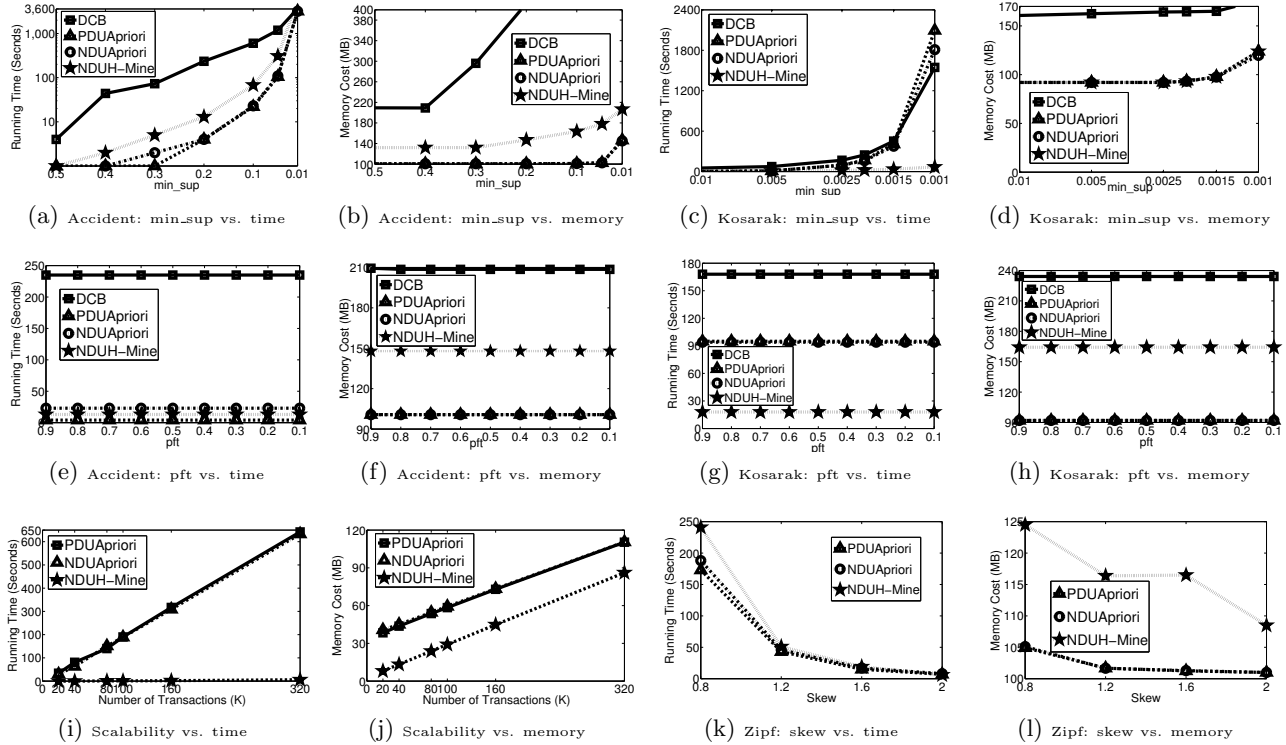 3,600
1,000
100
10
0.5 0.4 0.3 0.2 0.1 0.01
Running Time (Secnds)
min_sup
DCB
PDUApriori
NDUApriori
NDUH−Mine
(a) Accident: min_sup vs. time
400
360
320
280
240
210
180
140
120
100
0.5 0.4 0.3 0.2 0.1 0.01
Memory Cost (MB)
min_sup
DCB
PDUApriori
NDUApriori
NDUH−Mine
(b) Accident: min_sup vs. memory
2400
1800
1200
600
0
0.01 0.005 0.0025 0.0015 0.001
Running Time (Secnds)
min_sup
DCB
PDUApriori
NDUApriori
NDUH−Mine
(c) Kosarak: min_sup vs. time
170
150
100
50
0
0.01 0.005 0.0025 0.0015 0.001
Memory Cost (MB)
min_sup
DCB
PDUApriori
NDUApriori
NDUH−Mine
(d) Kosarak: min_sup vs. memory
250
200
150
100
50
0.9 0.8 0.7 0.6 0.5 0.4 0.3 0.2 0.1
Running Time (Secnds)
pft
DCB
PDUApriori
NDUApriori
NDUH−Mine
(e) Accident: pft vs. time
210
180
150
120
90
0.9 0.8 0.7 0.6 0.5 0.4 0.3 0.2 0.1
Memory Cost (MB)
pft
DCB
PDUApriori
NDUApriori
NDUH−Mine
(f) Accident: pft vs. memory
180
150
120
90
60
30
0
0.9 0.8 0.7 0.6 0.5 0.4 0.3 0.2 0.1
Running Time (Secnds)
pft
DCB
PDUApriori
NDUApriori
NDUH−Mine
(g) Kosarak: pft vs. time
240
210
180
160
140
120
0.9 0.8 0.7 0.6 0.5 0.4 0.3 0.2 0.1
Memory Cost (MB)
pft
DCB
PDUApriori
NDUApriori
NDUH−Mine
(h) Kosarak: pft vs. memory
650
600
500
400
300
200
100
0
0 20 40 80 100 160 320
Running Time (Seconds)
Number of Transactions (K)
PDUApriori
NDUApriori
NDUH−Mine
(i) Scalability vs. time
120
90
60
30
0
0 20 40 80 100 160 320
Memory Cost (MB)
Number of Transactions (K)
PDUApriori
NDUApriori
NDUH−Mine
(j) Scalability vs. memory
250
200
150
100
50
0
0.8 1.2 1.6 2
Running Time (Secnds)
Skew
PDUApriori
NDUApriori
NDUH−Mine
(k) Zipf: skew vs. time
125
120
115
110
105
100
0.8 1.2 1.6 2
Memory Cost (MB)
Skew
PDUApriori
NDUApriori
NDUH−Mine
(l) Zipf: skew vs. memory